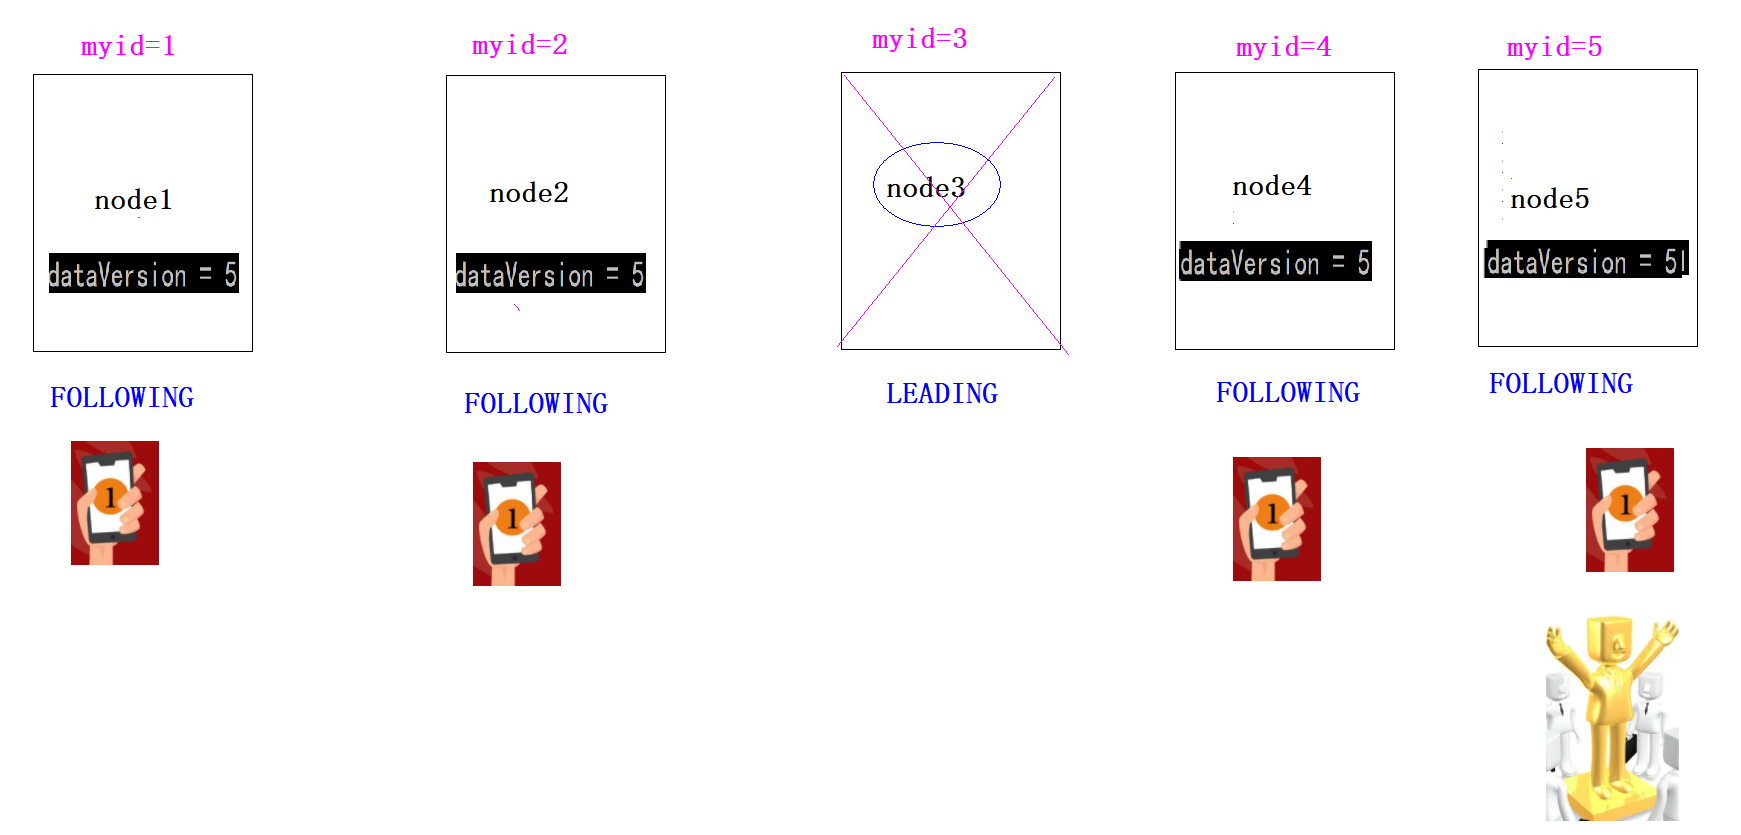 myid=1
myid=2
myid=3
myid=4
myid=5
node1
node2
node3
node4
node5
dataVersion = 5
dataVersion = 5
dataVersion = 5
dataVersion = 5
FOLLOWING
FOLLOWING
LEADING
FOLLOWING
FOLLOWING
1
1
1
1